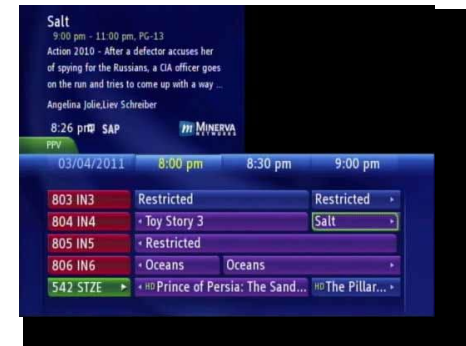 Salt
9:00 pm - 11:00 pm, PG-13
Action 2010 - After a defector accuses her
of spying for the Russians, a CIA officer goes
on the run and tries to come up with a way ...
Angelina Jolie,Liev Schreiber
8:26 pm SAP m MINERVA NETWORKS
PPV
03/04/2011 8:00 pm 8:30 pm 9:00 pm
803 IN3 Restricted Restricted
804 IN4 Toy Story 3 Salt
805 IN5 Restricted
806 IN6 Oceans Oceans
542 STZE HD Prince of Persia: The Sand... HD The Pillar...